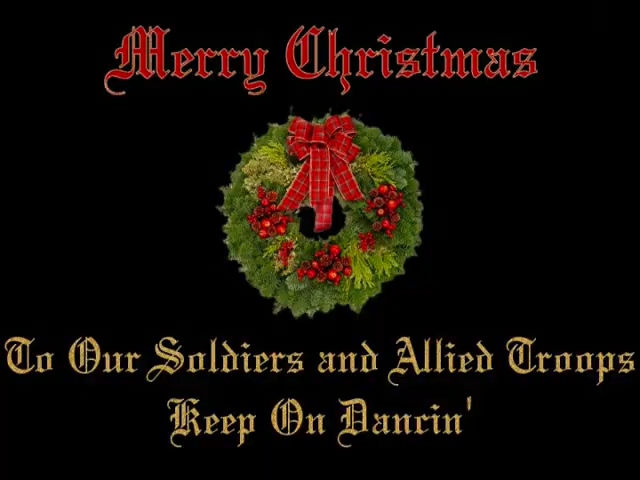 Merry Christmas
To Our Soldiers and Allied Troops
Keep On Dancin'